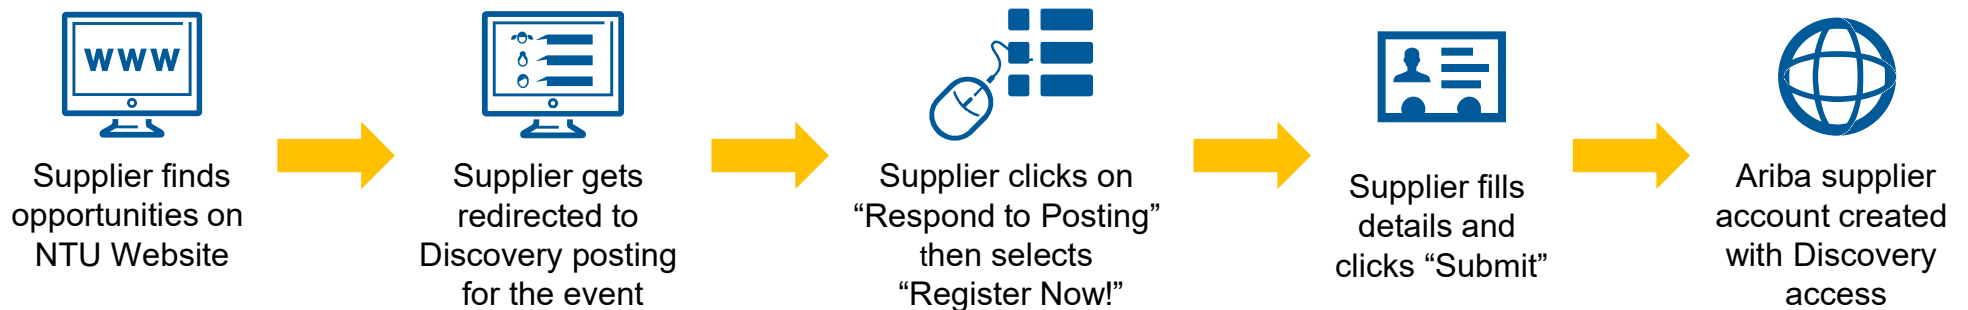 WWW
Supplier finds
opportunities on
NTU Website
Supplier gets
redirected to
Discovery posting
for the event
Supplier clicks on
“Respond to Posting”
then selects
“Register Now!”
Supplier fills
details and
clicks “Submit”
Ariba supplier
account created
with Discovery
access